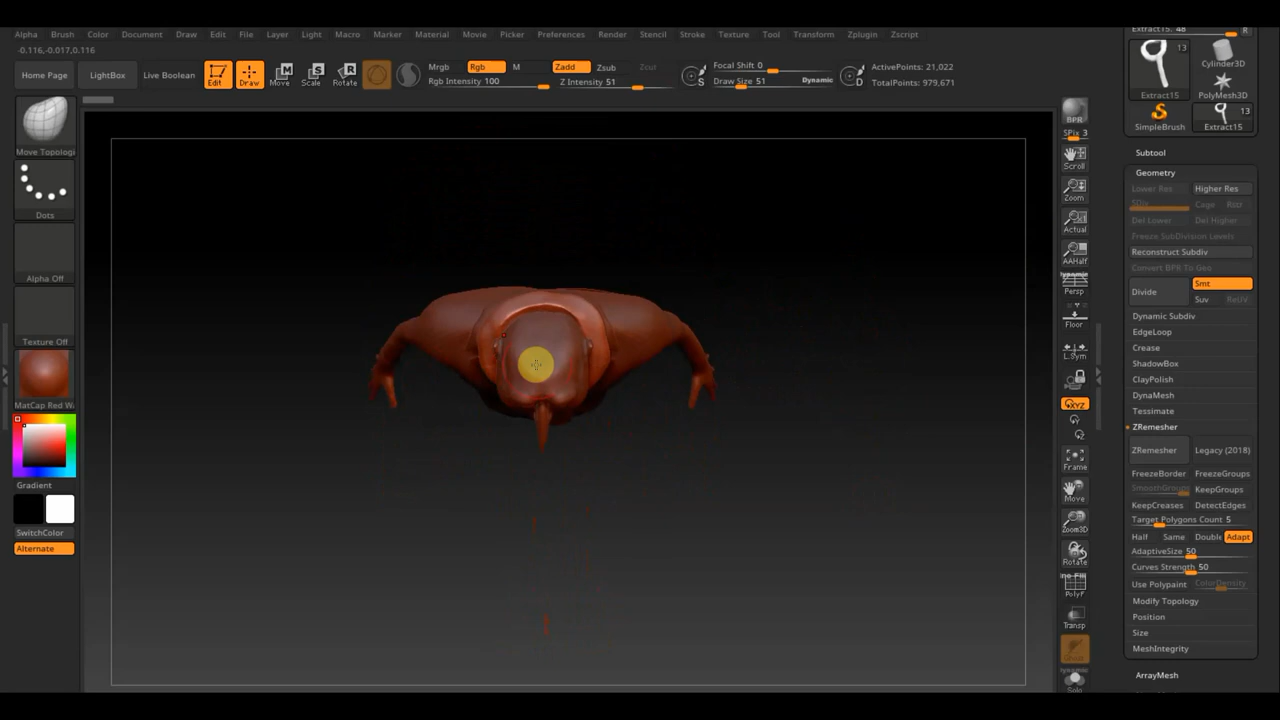 Alpha Brush Color Document Draw Edit File Layer Light Macro Marker Material Movie Picker Preferences Render Stencil Stroke Texture Tool Transform Zplugin Zscript
-0.116,-0.017,0.116
Home Page LightBox Live Boolean Edit Draw Move Scale Rotate
Mrgb Rgb M Zadd Zsub Zcut
Rgb Intensity 100 Z Intensity 51
S Focal Shift 0 D
Draw Size 51 Dynamic
ActivePoints: 21,022
TotalPoints: 979,671
Move Topologi
Dots
Alpha Off
Texture Off
MatCap Red W
Gradient
SwitchColor
Alternate
BPR
SPix 3
Scroll
Zoom
Actual
AAHalf
Dynamic
Persp
Floor
L.Sym
XYZ
Y
Z
Frame
Move
Zoom3D
Rotate
PolyF
Transp
Ghost
Solo
Extract15. 48 R
13
Extract15
Cylinder3D
PolyMesh3D
SimpleBrush
13
Extract15
Subtool
Geometry
Lower Res Higher Res
SDiv Cage Rstr
Del Lower Del Higher
Freeze SubDivision Levels
Reconstruct Subdiv
Convert BPR To Geo
Divide Smt
Suv ReUV
Dynamic Subdiv
EdgeLoop
Crease
ShadowBox
ClayPolish
DynaMesh
Tessimate
ZRemesher
ZRemesher Legacy (2018)
FreezeBorder FreezeGroups
SmoothGroups KeepGroups
KeepCreases DetectEdges
Target Polygons Count 5
Half Same Double Adapt
AdaptiveSize 50
Curves Strength 50
Use Polypaint ColorDensity
Modify Topology
Position
Size
MeshIntegrity
ArrayMesh